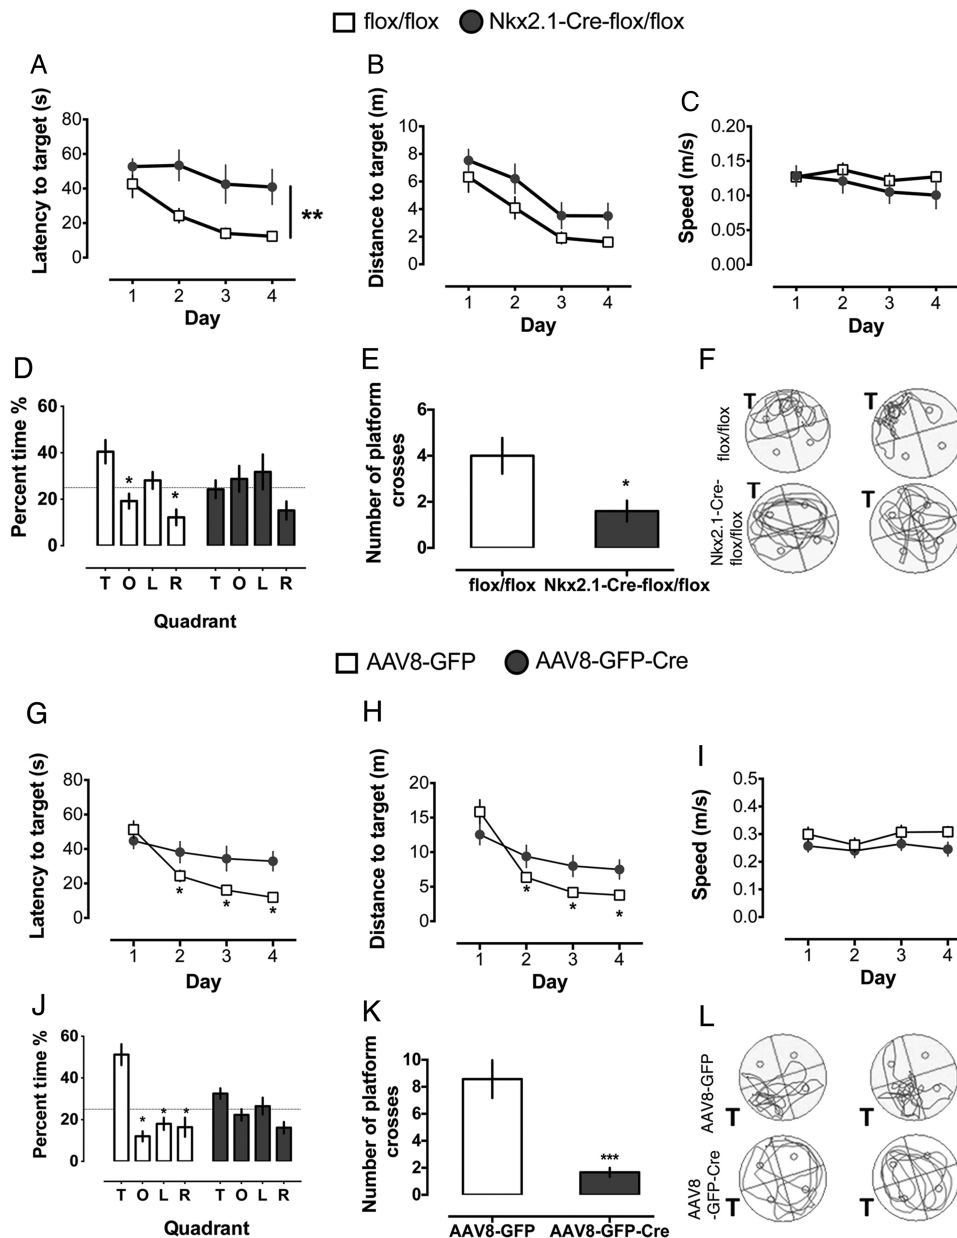 flox/flox Nkx2.1-Cre-flox/flox
A
Latency to target (s)
80
60
40
20
0
**
1 2 3 4
Day
B
Distance to target (m)
10
8
6
4
2
0
1 2 3 4
Day
C
Speed (m/s)
0.20
0.15
0.10
0.05
0.00
1 2 3 4
Day
D
Percent time %
60
40
20
0
* *
T O L R T O L R
Quadrant
E
Number of platform
crosses
6
4
2
0
*
flox/flox Nkx2.1-Cre-flox/flox
F
flox/flox
T T
Nkx2.1-Cre-
flox/flox
T T
AAV8-GFP AAV8-GFP-Cre
G
Latency to target (s)
80
60
40
20
0
* * *
1 2 3 4
Day
H
Distance to target (m)
20
15
10
5
0
* * *
1 2 3 4
Day
I
Speed (m/s)
0.5
0.4
0.3
0.2
0.1
0.0
1 2 3 4
Day
J
Percent time %
60
40
20
0
* * *
T O L R T O L R
Quadrant
K
Number of platform
crosses
10
8
6
4
2
0
***
AAV8-GFP AAV8-GFP-Cre
L
AAV8-GFP
T T
AAV8
-GFP-Cre
T T